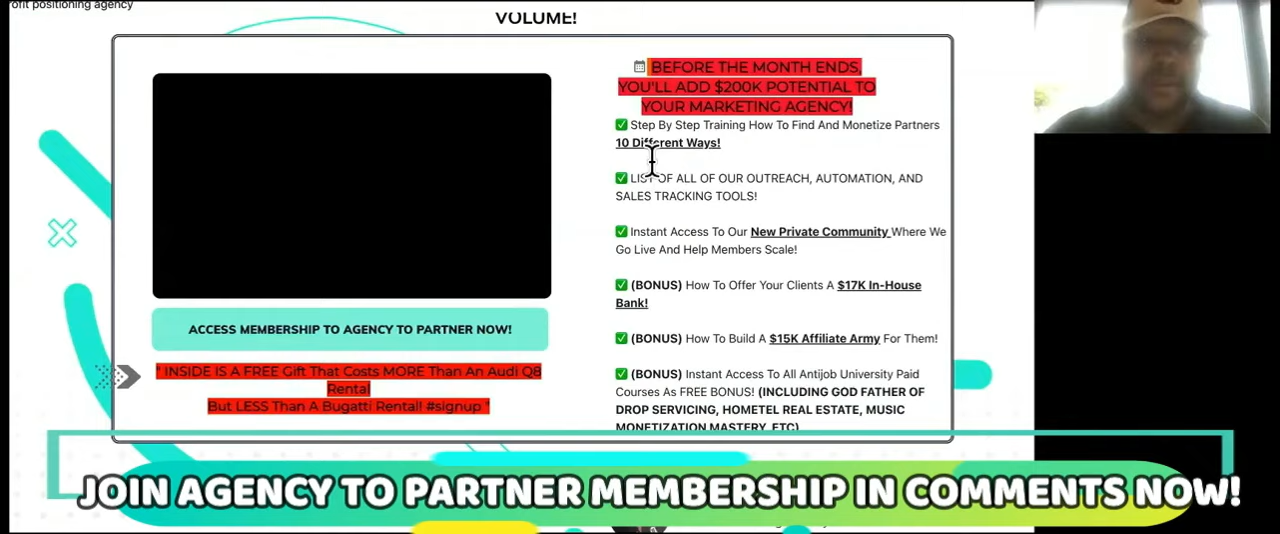 ofit positioning agency
VOLUME!
BEFORE THE MONTH ENDS,
YOU'LL ADD $200K POTENTIAL TO
YOUR MARKETING AGENCY!
✅ Step By Step Training How To Find And Monetize Partners
10 Different Ways!
✅ LIST OF ALL OF OUR OUTREACH, AUTOMATION, AND
SALES TRACKING TOOLS!
✅ Instant Access To Our New Private Community Where We
Go Live And Help Members Scale!
✅ (BONUS) How To Offer Your Clients A $17K In-House
Bank!
✅ (BONUS) How To Build A $15K Affiliate Army For Them!
✅ (BONUS) Instant Access To All Antijob University Paid
Courses As FREE BONUS! (INCLUDING GOD FATHER OF
DROP SERVICING, HOMETEL REAL ESTATE, MUSIC
MONETIZATION MASTERY, ETC)
ACCESS MEMBERSHIP TO AGENCY TO PARTNER NOW!
" INSIDE IS A FREE Gift That Costs MORE Than An Audi Q8
Rental
But LESS Than A Bugatti Rental! #signup "
JOIN AGENCY TO PARTNER MEMBERSHIP IN COMMENTS NOW!